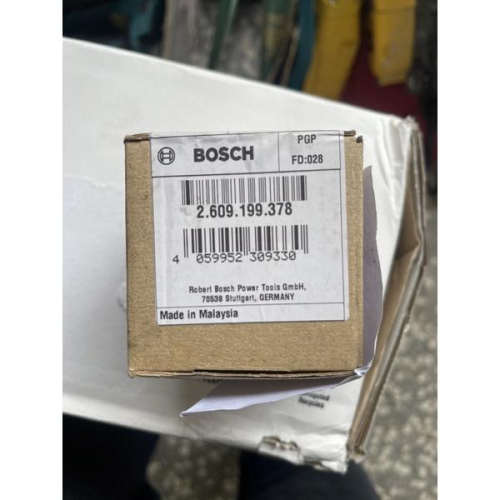 BOSCH
PGP
FD:028
2.609.199.378
4 059952 309330
Robert Bosch Power Tools GmbH,
70538 Stuttgart, GERMANY
Made in Malaysia